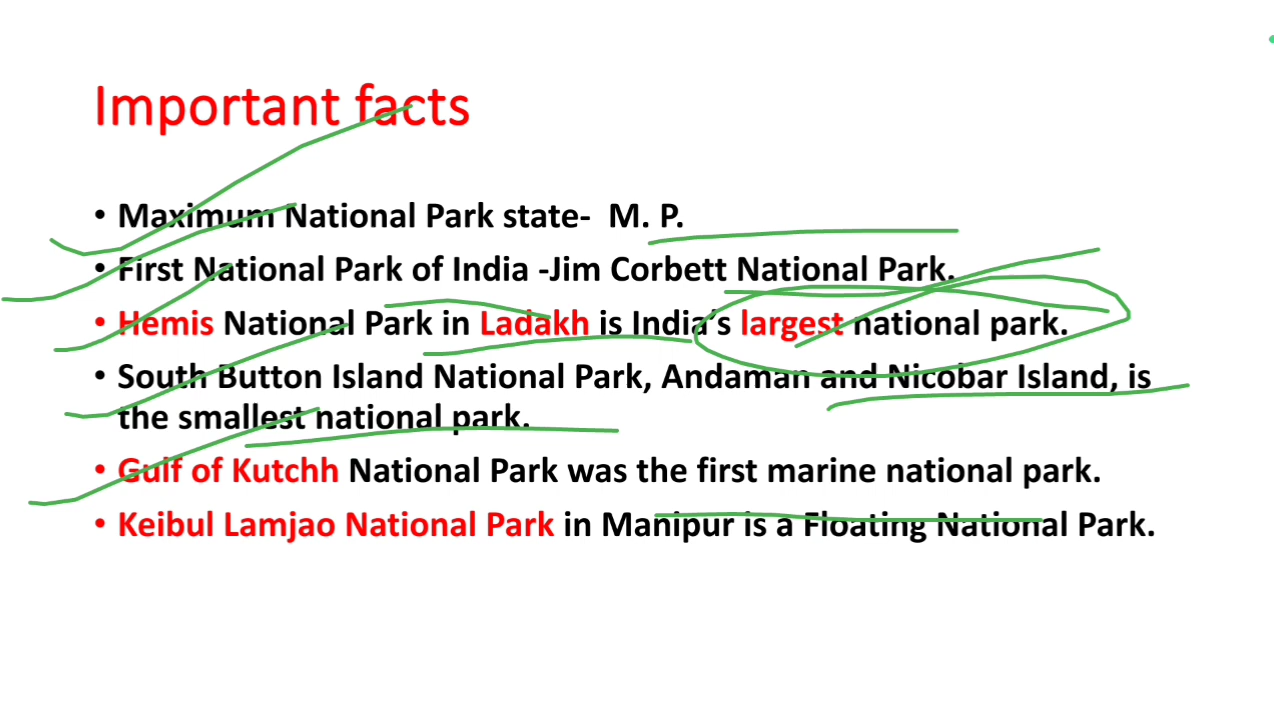 Important facts
• Maximum National Park state-  M. P.
• First National Park of India -Jim Corbett National Park.
• Hemis National Park in Ladakh is India’s largest national park.
• South Button Island National Park, Andaman and Nicobar Island, is
the smallest national park.
• Gulf of Kutchh National Park was the first marine national park.
• Keibul Lamjao National Park in Manipur is a Floating National Park.